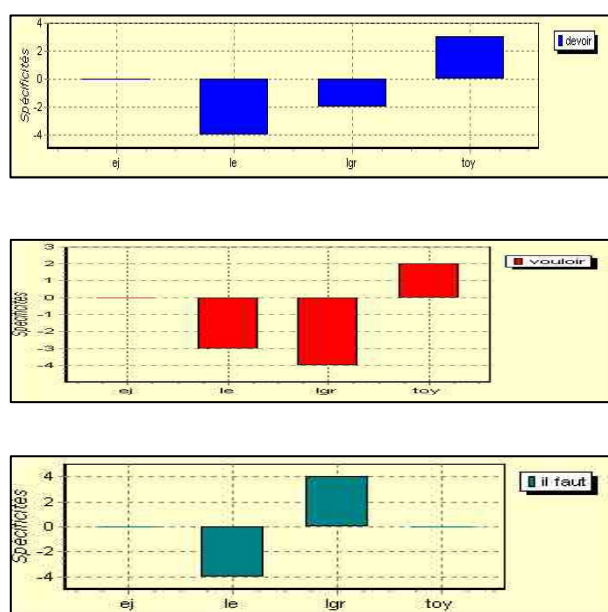 4
2
0
-2
-4
Spécificités
ej le lgr toy
devoir
3
2
1
0
-1
-2
-3
-4
Spécificités
ej le lgr toy
vouloir
4
2
0
-2
-4
Spécificités
ej le lgr toy
il faut